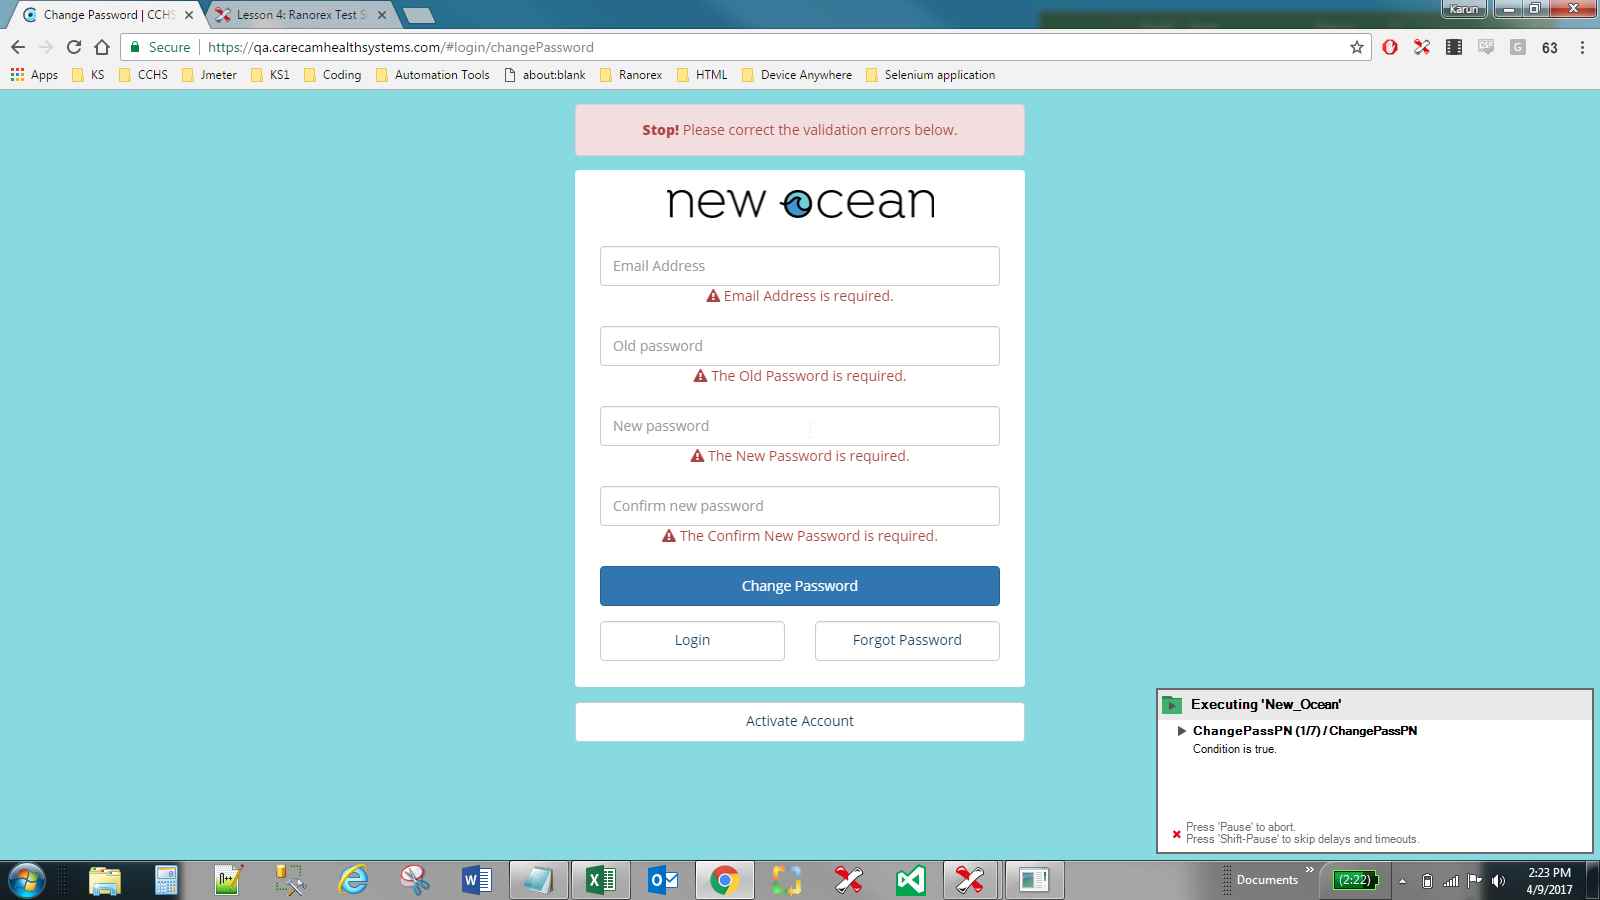 Change Password | CCHS
Lesson 4: Ranorex Test S
Karun
Secure
https://qa.carecamhealthsystems.com/#login/changePassword
63
Apps
KS
CCHS
Jmeter
KS1
Coding
Automation Tools
about:blank
Ranorex
HTML
Device Anywhere
Selenium application
Stop! Please correct the validation errors below.
new ocean
Email Address
Email Address is required.
Old password
The Old Password is required.
New password
The New Password is required.
Confirm new password
The Confirm New Password is required.
Change Password
Login
Forgot Password
Activate Account
Executing 'New_Ocean'
ChangePassPN (1/7) / ChangePassPN
Condition is true.
Press 'Pause' to abort.
Press 'Shift-Pause' to skip delays and timeouts.
Documents
(2:22)
2:23 PM
4/9/2017